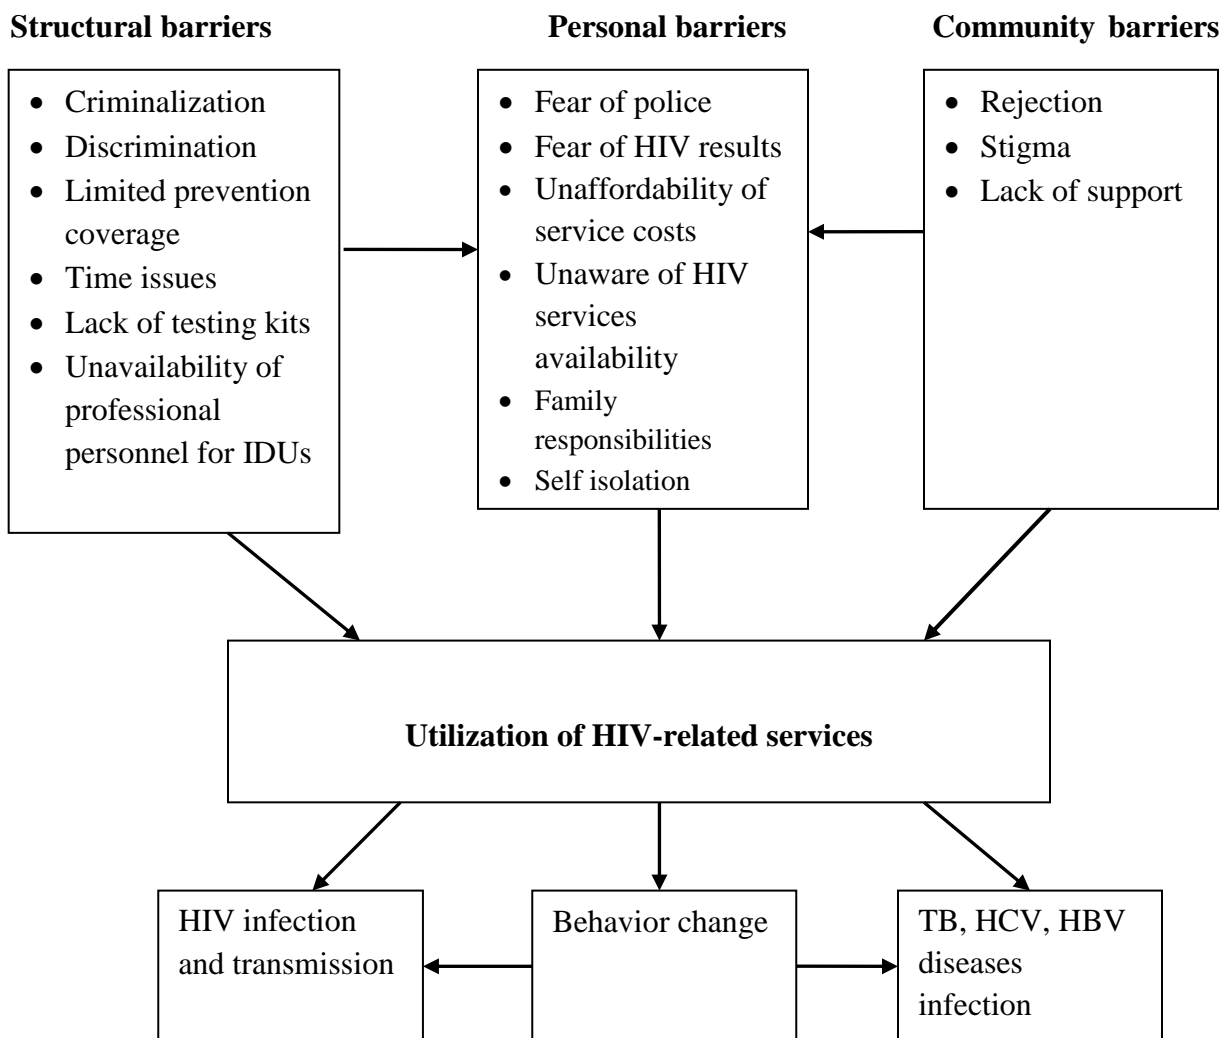 Structural barriers
Personal barriers
Community barriers
• Criminalization
• Discrimination
• Limited prevention
coverage
• Time issues
• Lack of testing kits
• Unavailability of
professional
personnel for IDUs
• Fear of police
• Fear of HIV results
• Unaffordability of
service costs
• Unaware of HIV
services
availability
• Family
responsibilities
• Self isolation
• Rejection
• Stigma
• Lack of support
Utilization of HIV-related services
HIV infection
and transmission
Behavior change
TB, HCV, HBV
diseases
infection